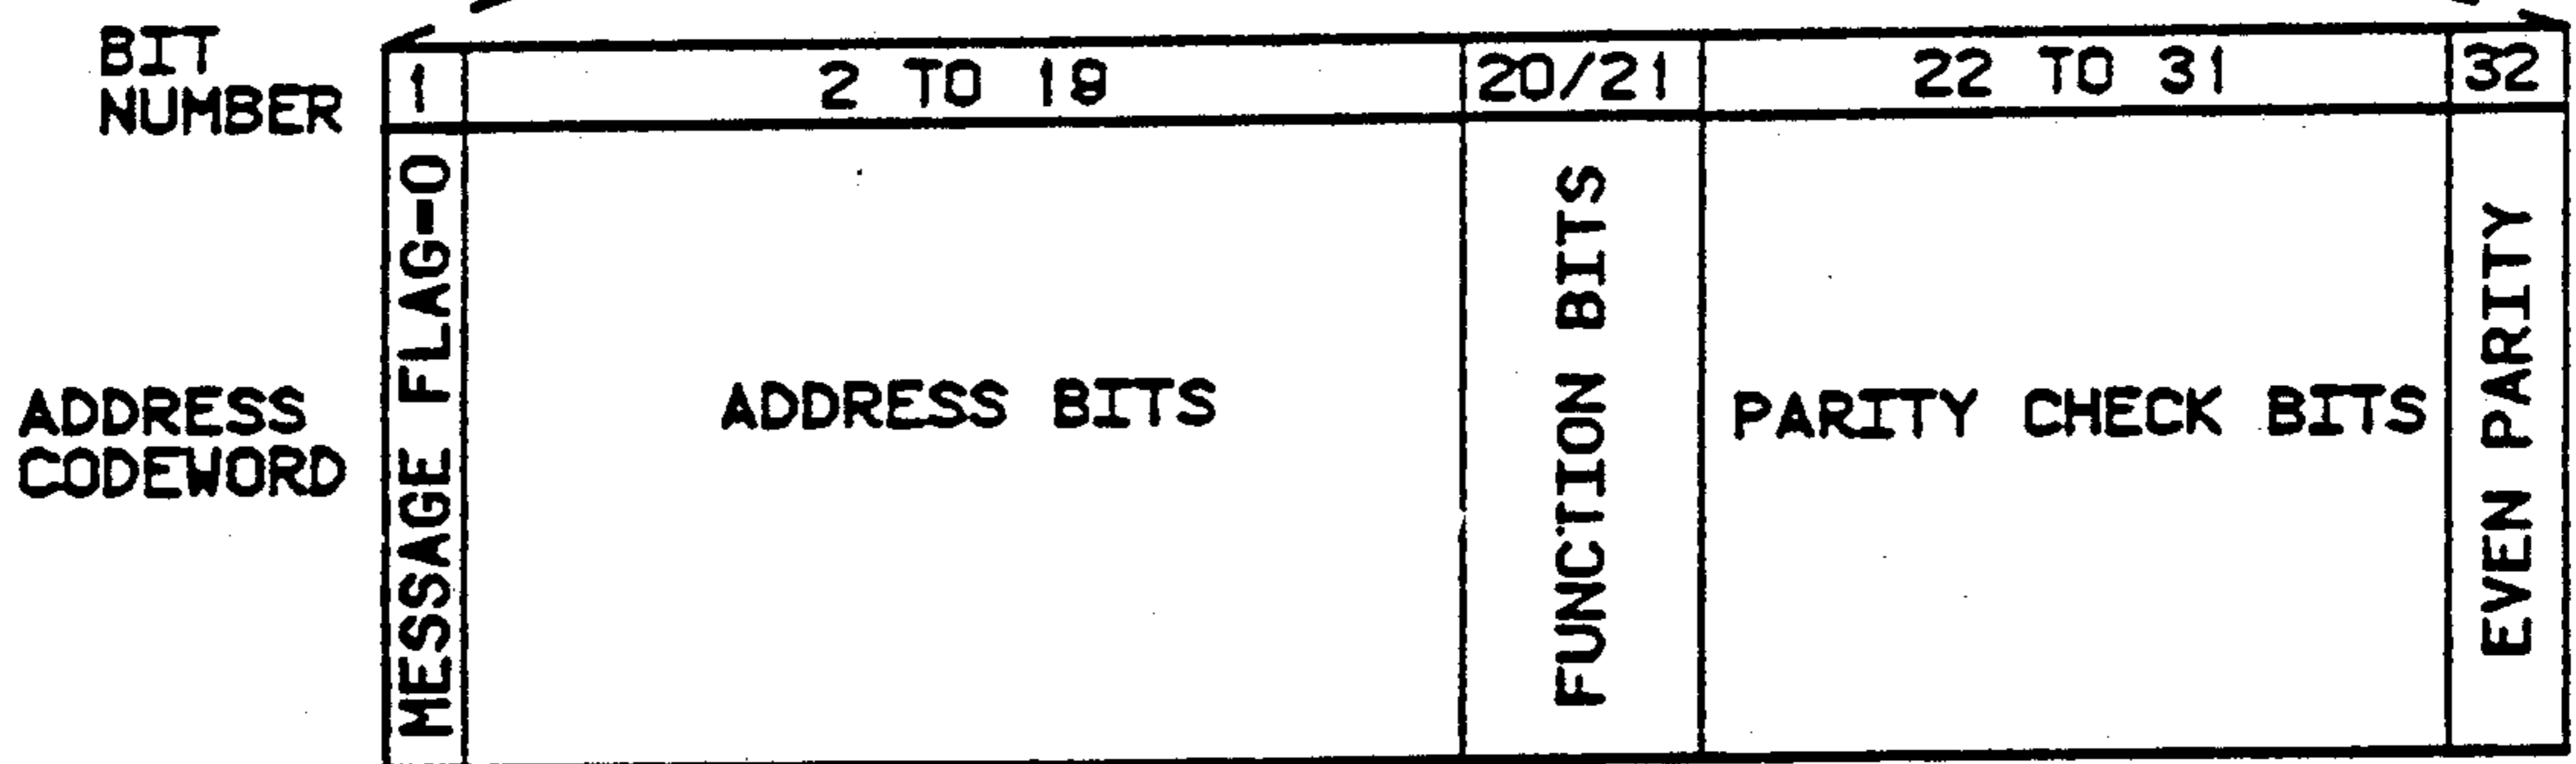 BIT
NUMBER
1
2 TO 19
20/21
22 TO 31
32
ADDRESS
CODEWORD
MESSAGE FLAG=0
ADDRESS BITS
FUNCTION BITS
PARITY CHECK BITS
EVEN PARITY